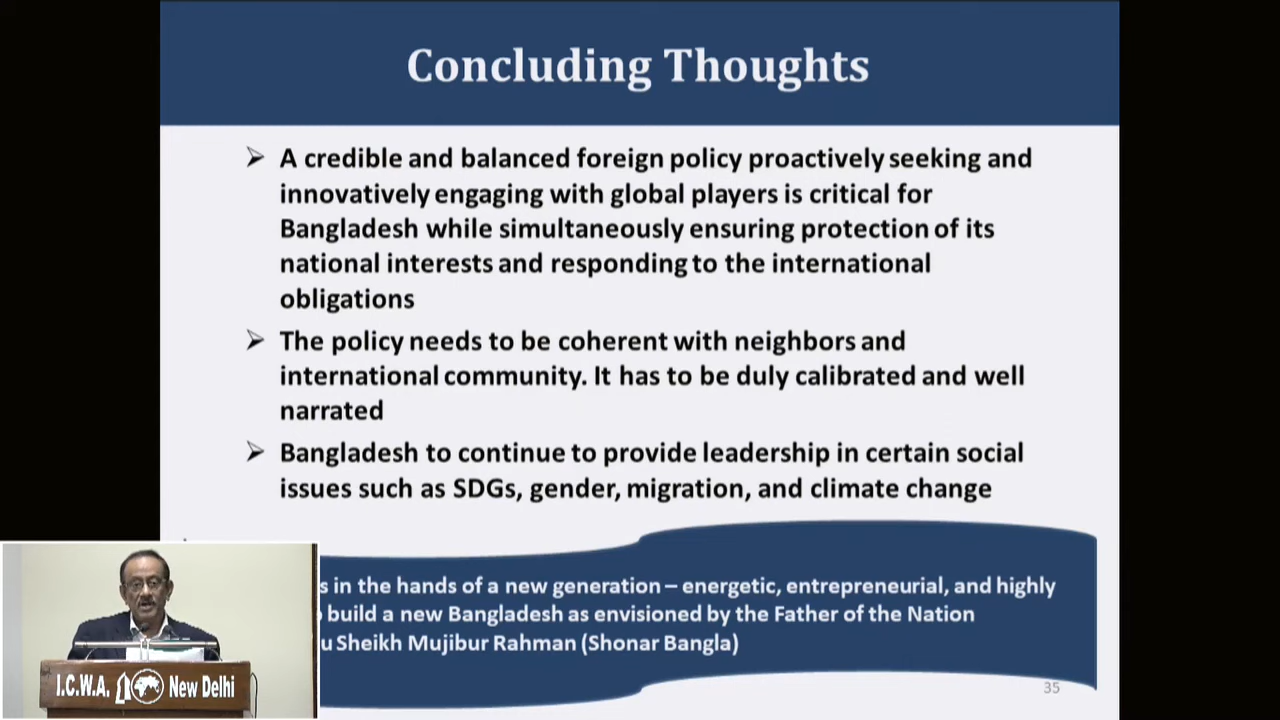 Concluding Thoughts
A credible and balanced foreign policy proactively seeking and
innovatively engaging with global players is critical for
Bangladesh while simultaneously ensuring protection of its
national interests and responding to the international
obligations
The policy needs to be coherent with neighbors and
international community. It has to be duly calibrated and well
narrated
Bangladesh to continue to provide leadership in certain social
issues such as SDGs, gender, migration, and climate change
s in the hands of a new generation – energetic, entrepreneurial, and highly
build a new Bangladesh as envisioned by the Father of the Nation
u Sheikh Mujibur Rahman (Shonar Bangla)
35
I.C.W.A. New Delhi